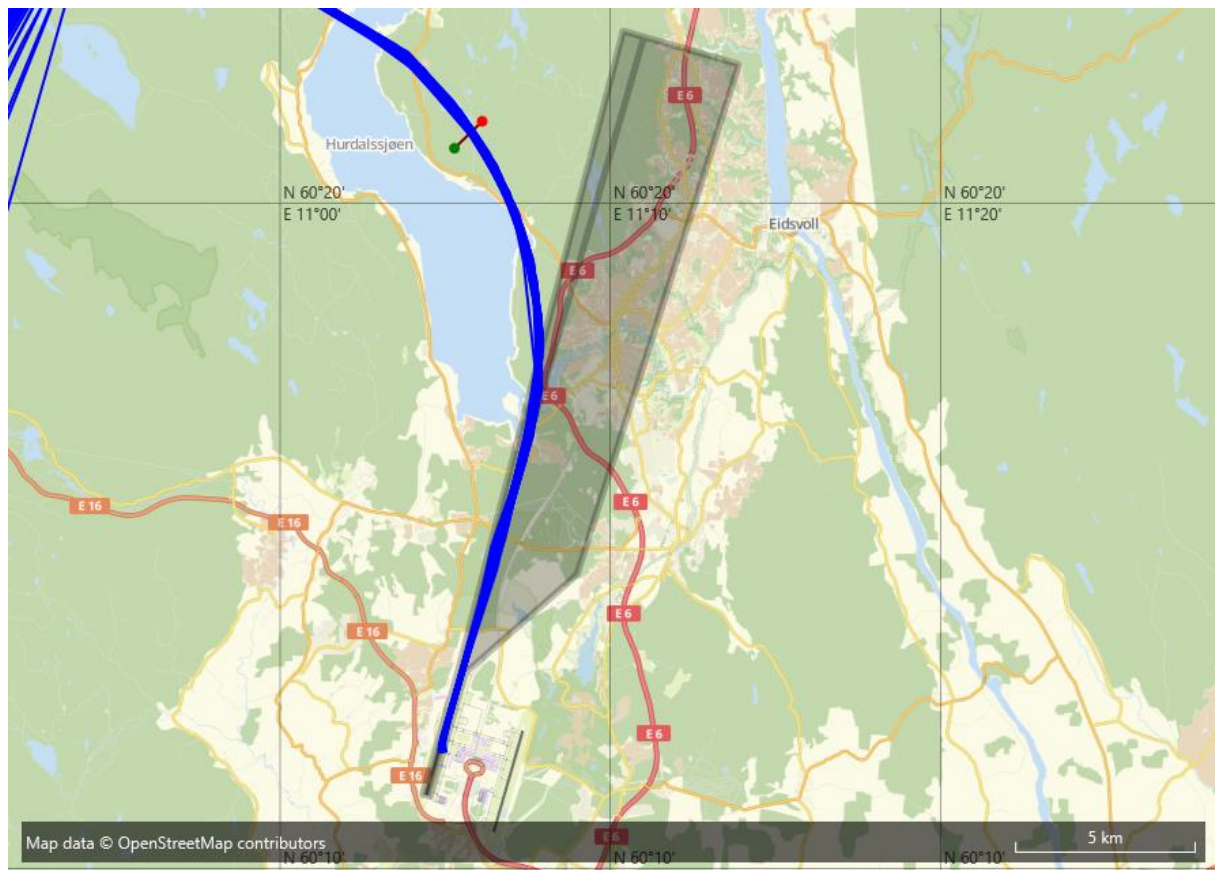 E 6
Hurdalssjøen
N 60°20'
E 11°00'
N 60°20'
E 11°10'
N 60°20'
E 11°20'
Eidsvoll
E 6
E 6
E 16
E 6
E 16
E 6
E 16
E 6
E 16
E 6
Map data © OpenStreetMap contributors
5 km
N 60°10'
N 60°10'
N 60°10'